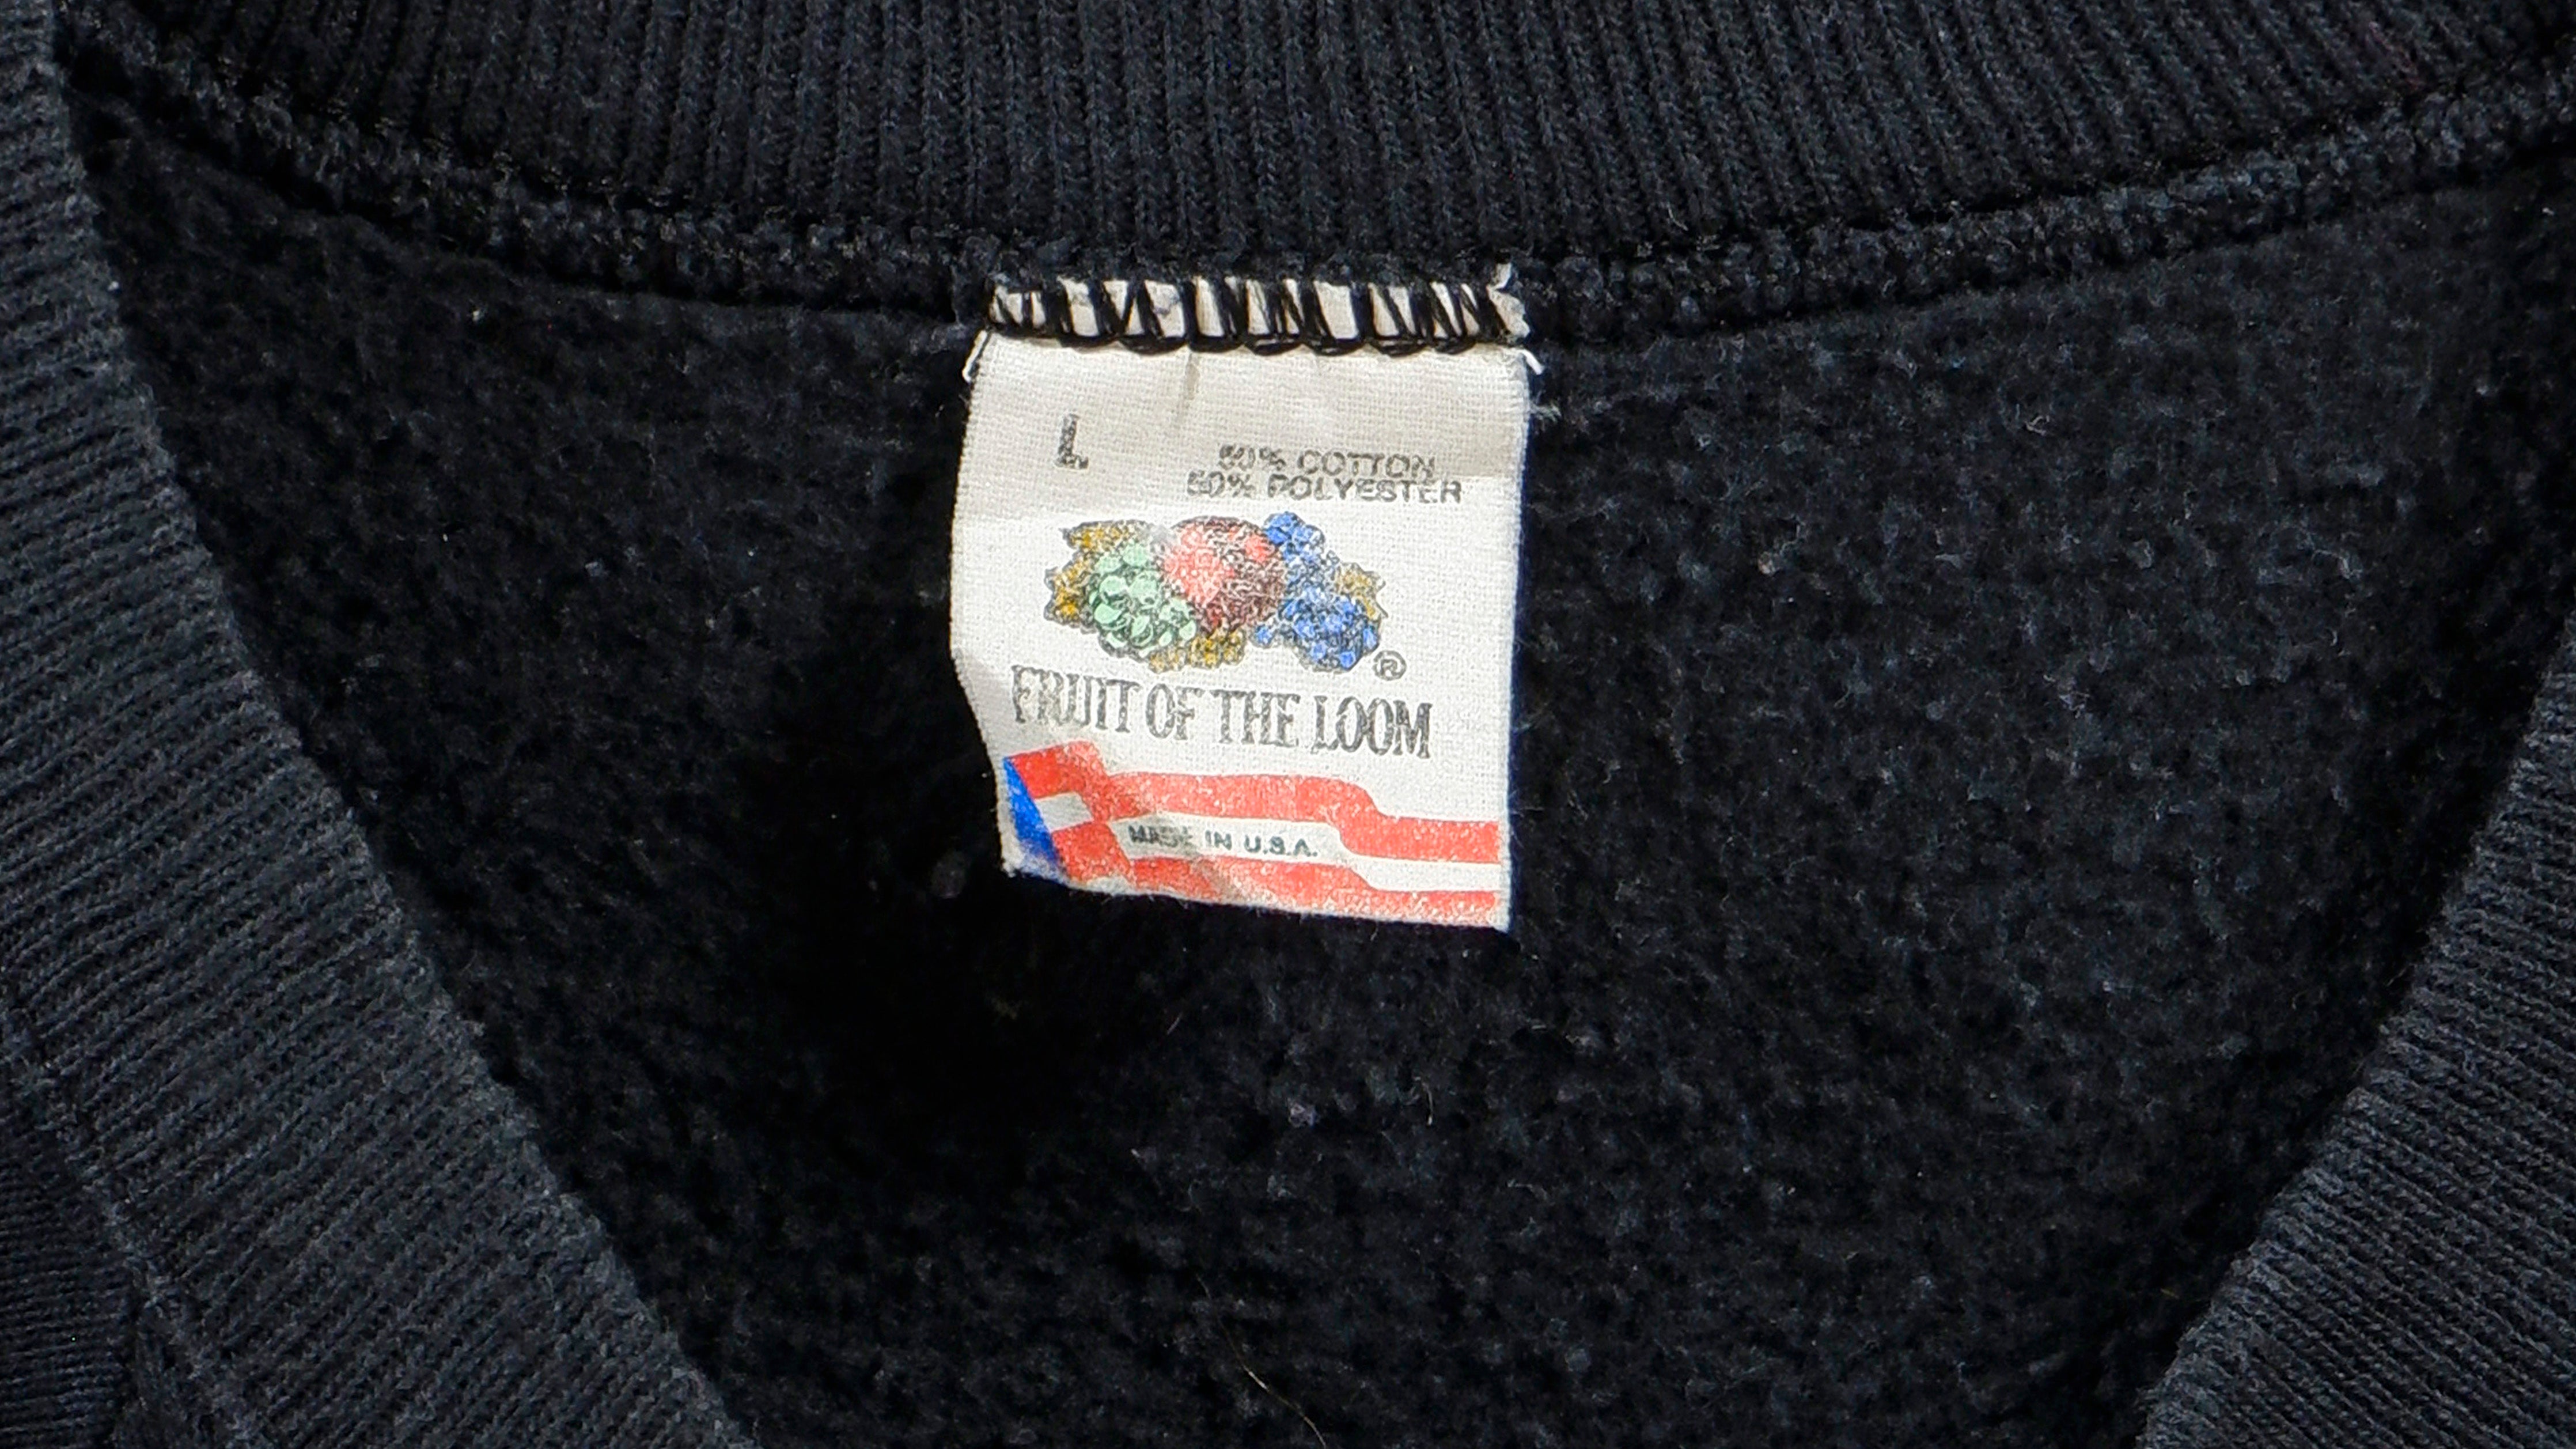 L
50% COTTON
50% POLYESTER
®
FRUIT OF THE LOOM
MADE IN U.S.A.